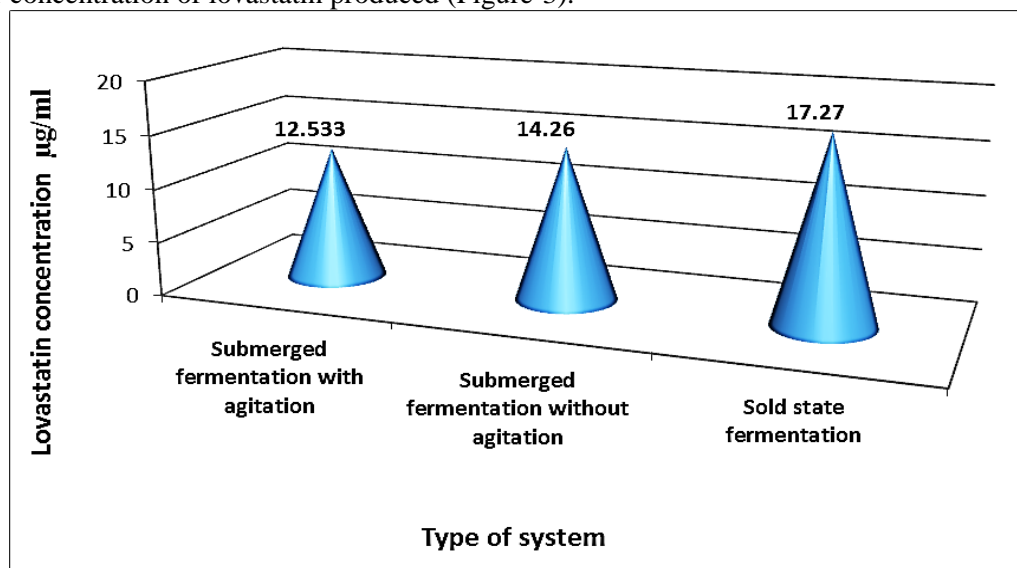 concentration of lovastatin produced (Figure-3).
Lovastatin concentration µg/ml
20
15
10
5
0
12.533
14.26
17.27
Submerged
fermentation with
agitation
Submerged
fermentation without
agitation
Sold state
fermentation
Type of system